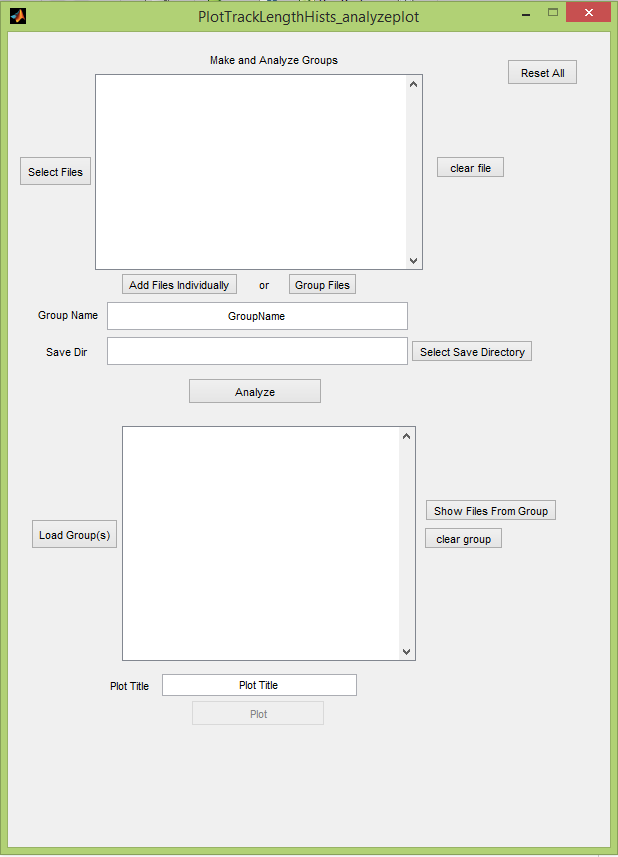 PlotTrackLengthHists_analyzeplot
Make and Analyze Groups
Reset All
Select Files
clear file
Add Files Individually or Group Files
Group Name GroupName
Save Dir Select Save Directory
Analyze
Load Group(s)
Show Files From Group
clear group
Plot Title Plot Title
Plot